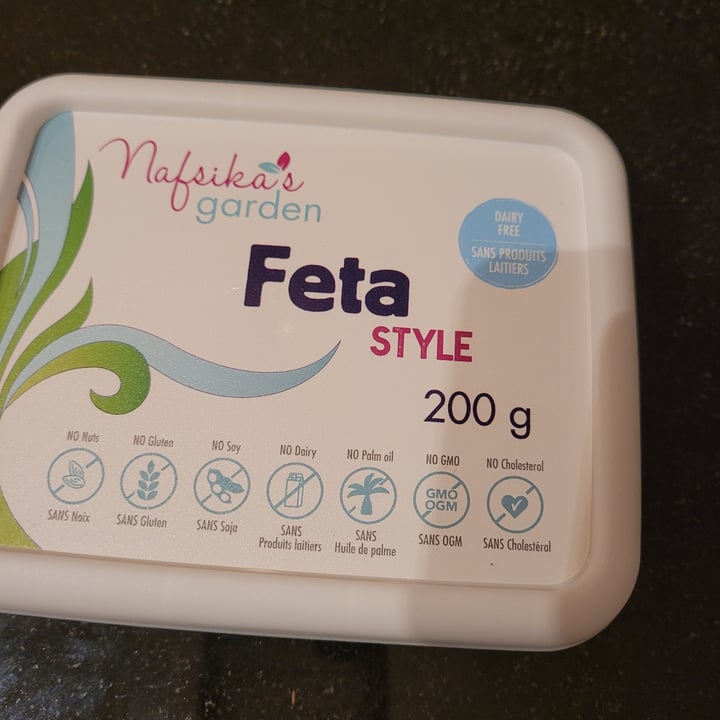 Nafsika's
garden
DAIRY
FREE
SANS PRODUITS
LAITIERS
Feta
STYLE
200 g
NO Nuts
SANS Noix
NO Gluten
SANS Gluten
NO Soy
SANS Soja
NO Dairy
SANS
Produits laitiers
NO Palm oil
SANS
Huile de palme
NO GMO
GMO
OGM
SANS OGM
NO Cholesterol
SANS Cholestérol